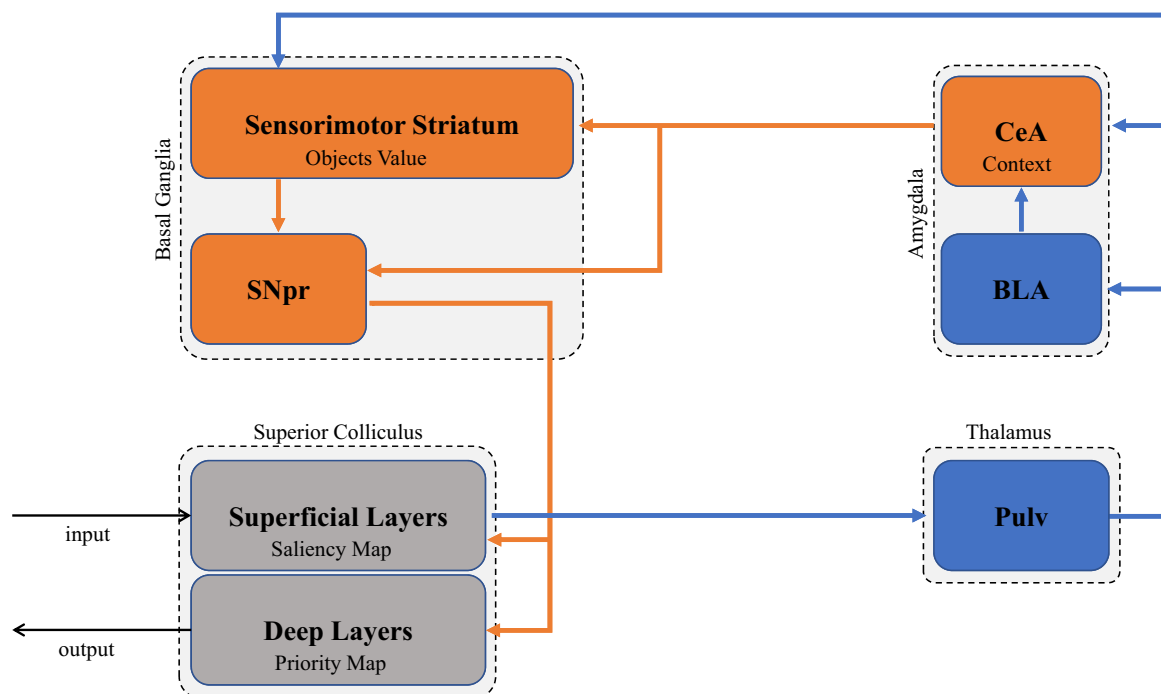 Basal Ganglia
Sensorimotor Striatum
Objects Value
SNpr
Amygdala
CeA
Context
BLA
Superior Colliculus
Superficial Layers
Saliency Map
Deep Layers
Priority Map
input
output
Thalamus
Pulv